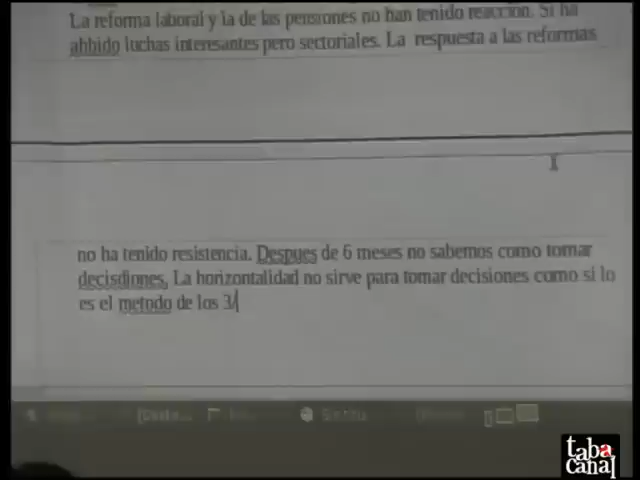 La reforma laboral y la de las pensiones no han tenido reacción. Si ha
ahbido luchas interesantes pero sectoriales. La respuesta a las reformas
no ha tenido resistencia. Despues de 6 meses no sabemos como tomar
decisdiones, La horizontalidad no sirve para tomar decisiones como si lo
es el metodo de los 3/
taba
canal